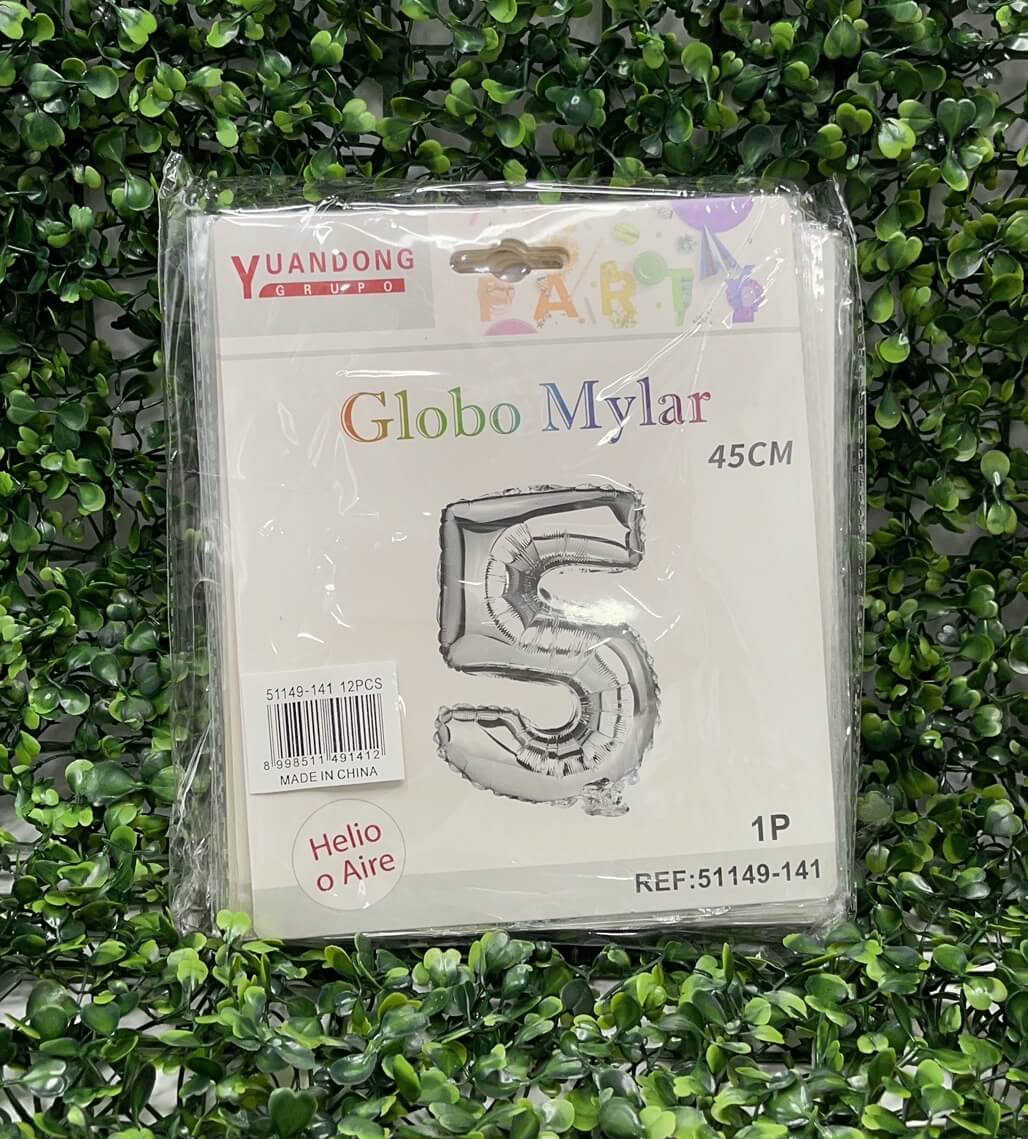 YUANDONG
GRUPO
PARTY
Globo Mylar
45CM
5
51149-141 12PCS
8 998511 491412
MADE IN CHINA
Helio
o Aire
1P
REF:51149-141